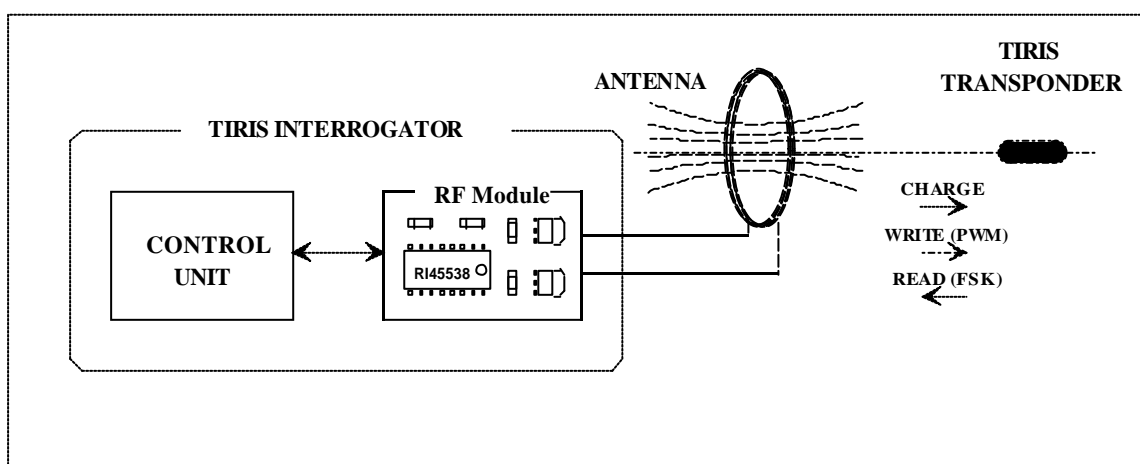 TIRIS
TRANSPONDER
ANTENNA
TIRIS INTERROGATOR
RF Module
CONTROL
UNIT
RI45538
CHARGE
WRITE (PWM)
READ (FSK)